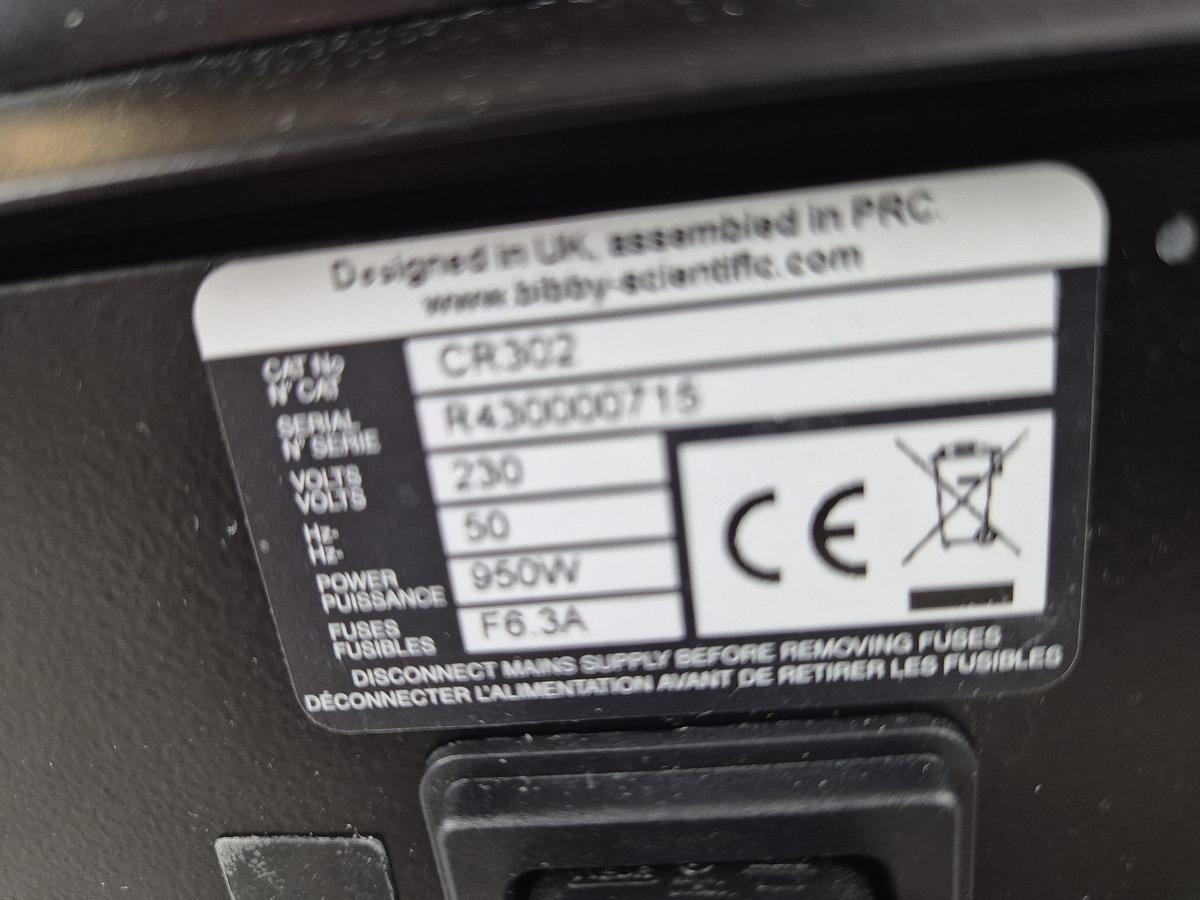 Designed in UK, assembled in PRC.
www.bibby-scientific.com
CAT No
N° CAT
CR302
SERIAL
N° SERIE
R430000715
VOLTS
VOLTS
230
Hz~
Hz~
50
POWER
PUISSANCE
950W
FUSES
FUSIBLES
F6.3A
CE
DISCONNECT MAINS SUPPLY BEFORE REMOVING FUSES
DÉCONNECTER L'ALIMENTATION AVANT DE RETIRER LES FUSIBLES